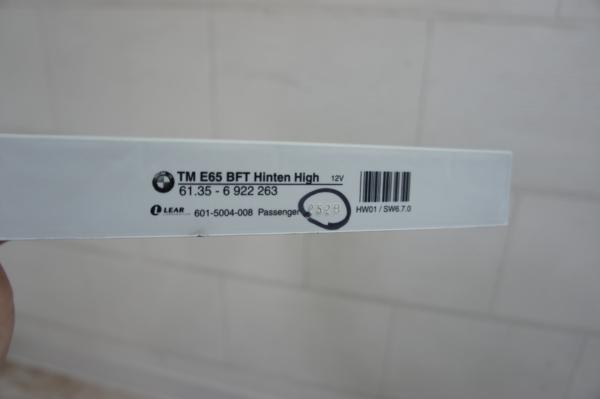 TM E65 BFT Hinten High 12V
61.35 - 6 922 263
LEAR 601-5004-008 Passenger
HW01 / SW6.7.0